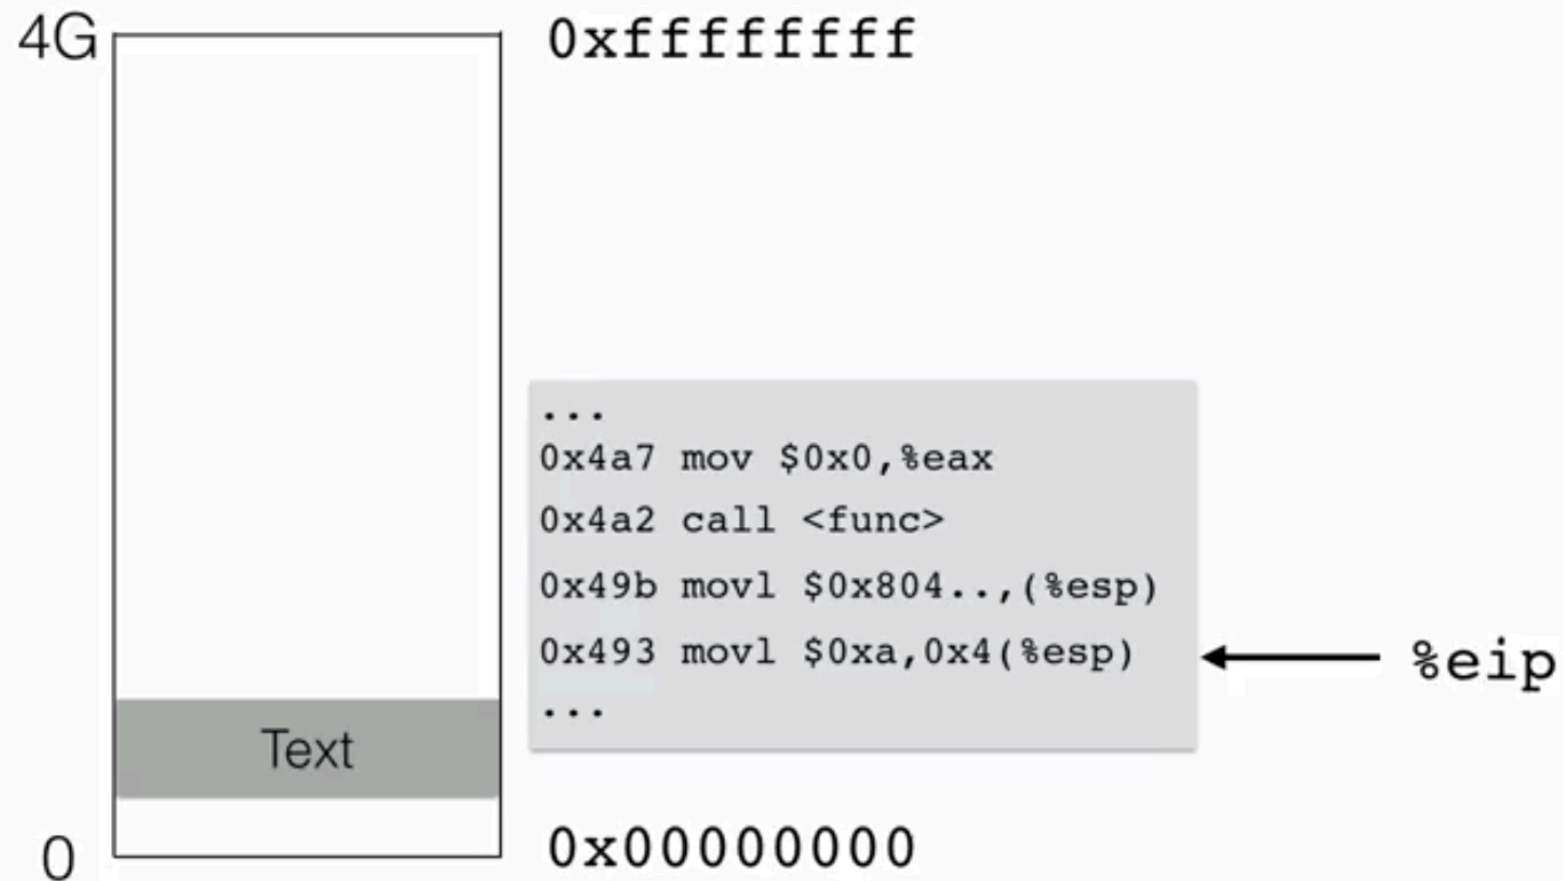 4G
0xffffffff
...
0x4a7 mov $0x0,%eax
0x4a2 call <func>
0x49b movl $0x804..,(%esp)
0x493 movl $0xa,0x4(%esp)
%eip
...
Text
0
0x00000000